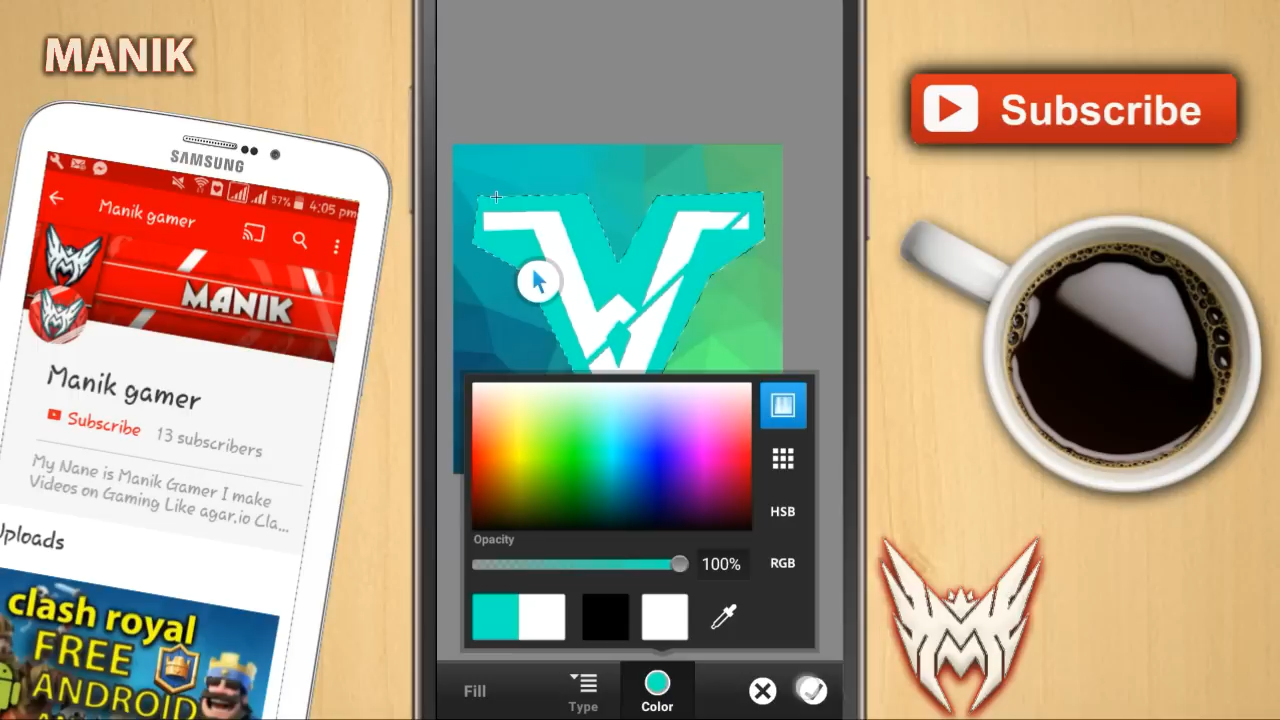 MANIK
SAMSUNG
57% 4:05 pm
Manik gamer
MANIK
Manik gamer
Subscribe 13 subscribers
My Nane is Manik Gamer I make
Videos on Gaming Like agar.io Cla...
Uploads
clash royal
FREE
ANDROID
Opacity
100%
HSB
RGB
Fill
Type
Color
Subscribe